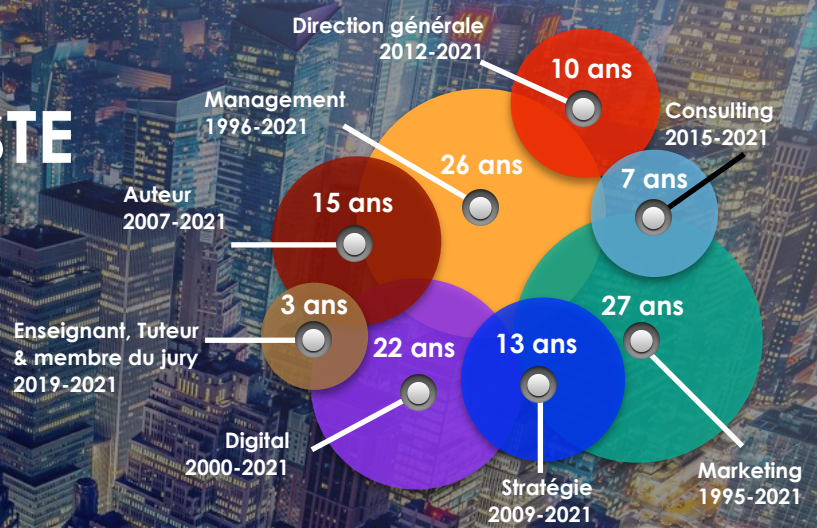 Direction générale
2012-2021
10 ans
Management
1996-2021
Consulting
2015-2021
26 ans
7 ans
Auteur
2007-2021
15 ans
STE
3 ans
27 ans
Enseignant, Tuteur
& membre du jury
2019-2021
22 ans
13 ans
Digital
2000-2021
Stratégie
2009-2021
Marketing
1995-2021